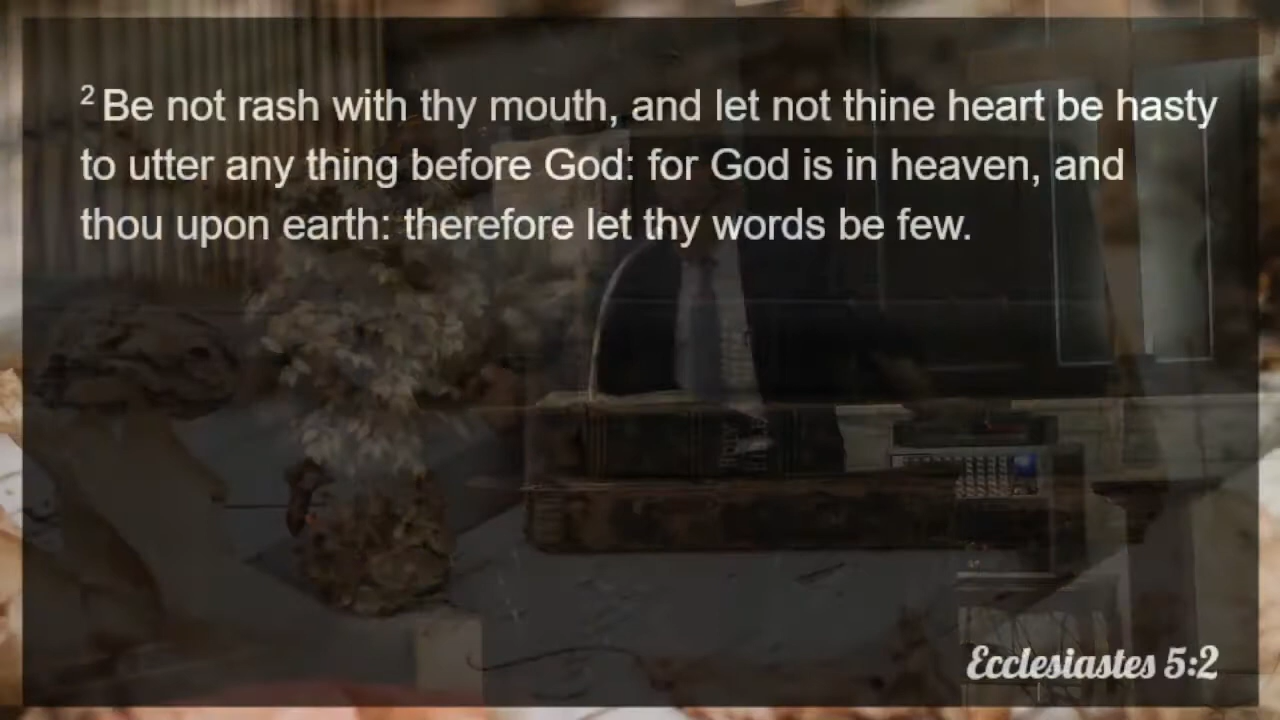 2 Be not rash with thy mouth, and let not thine heart be hasty
to utter any thing before God: for God is in heaven, and
thou upon earth: therefore let thy words be few.
Ecclesiastes 5:2